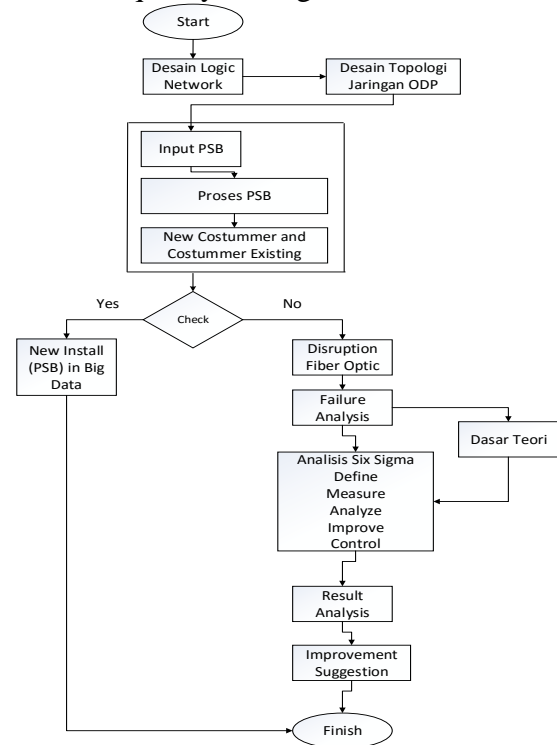 Start
Desain Logic
Network
Desain Topologi
Jaringan ODP
Input PSB
Proses PSB
New Costummer and
Costummer Existing
Check
Yes
No
New Install
(PSB) in Big
Data
Disruption
Fiber Optic
Failure
Analysis
Dasar Teori
Analisis Six Sigma
Define
Measure
Analyze
Improve
Control
Result
Analysis
Improvement
Suggestion
Finish